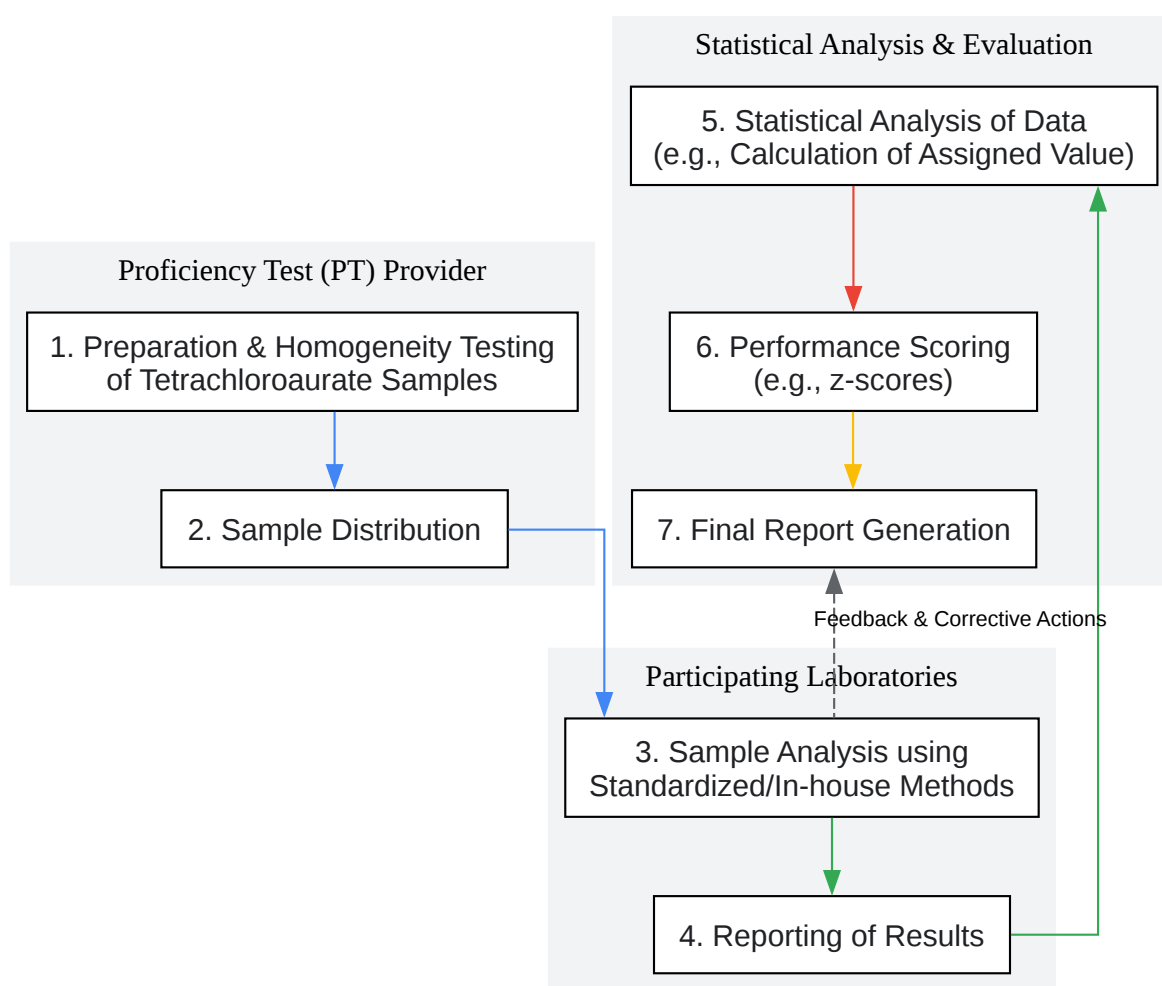 Statistical Analysis & Evaluation
5. Statistical Analysis of Data
(e.g., Calculation of Assigned Value)
Proficiency Test (PT) Provider
1. Preparation & Homogeneity Testing
of Tetrachloroaurate Samples
6. Performance Scoring
(e.g., z-scores)
2. Sample Distribution
7. Final Report Generation
Feedback & Corrective Actions
Participating Laboratories
3. Sample Analysis using
Standardized/In-house Methods
4. Reporting of Results